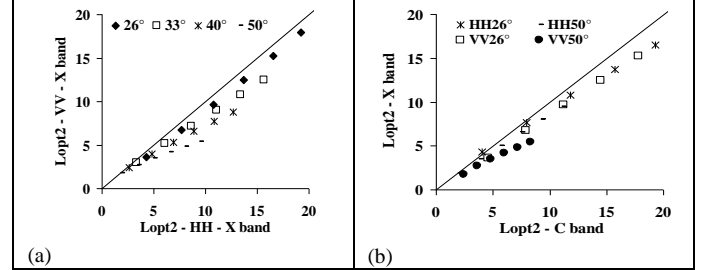 26° 33° 40° 50°
20
15
10
5
0
0 5 10 15 20
Lopt2 - VV - X band
Lopt2 - HH - X band
(a)
HH26° HH50°
VV26° VV50°
20
15
10
5
0
0 5 10 15 20
Lopt2 - X band
Lopt2 - C band
(b)